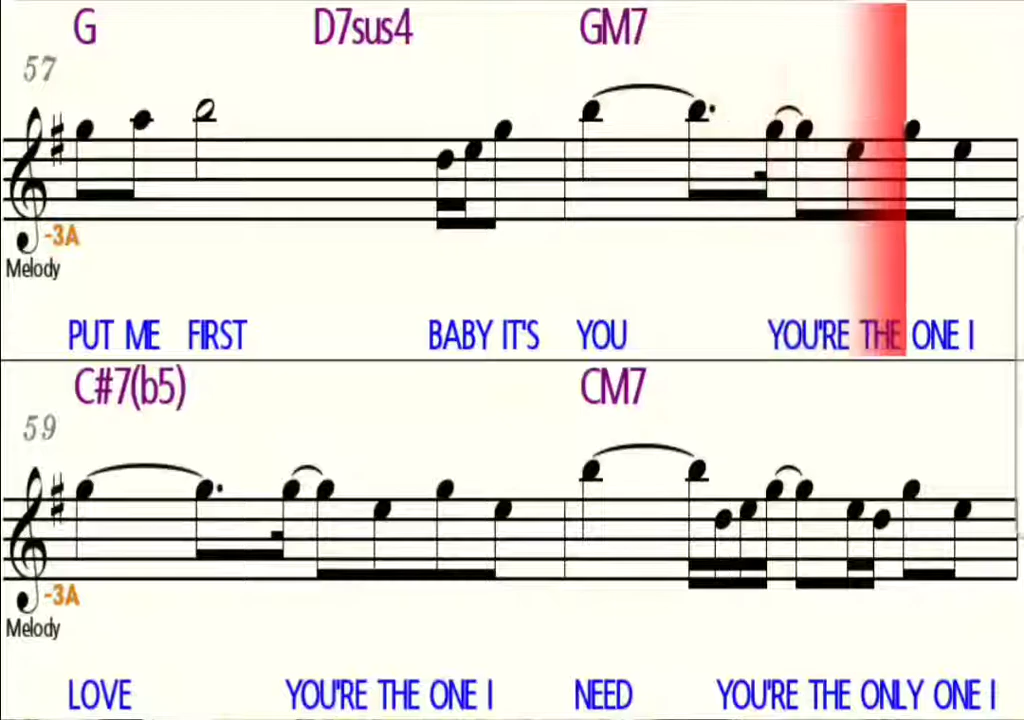 G D7sus4 GM7
57
-3A
Melody
PUT ME FIRST BABY IT'S YOU YOU'RE THE ONE I
C#7(b5) CM7
59
-3A
Melody
LOVE YOU'RE THE ONE I NEED YOU'RE THE ONLY ONE I